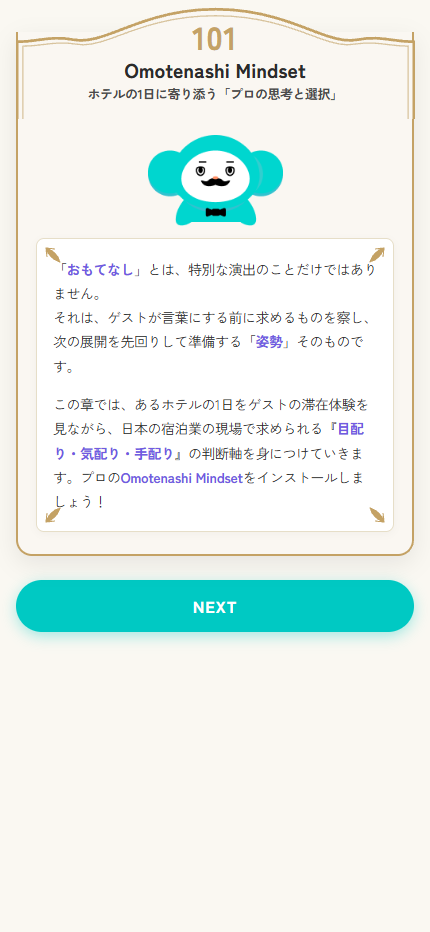 101
Omotenashi Mindset
ホテルの1日に寄り添う「プロの思考と選択」
「おもてなし」とは、特別な演出のことだけではあり
ません。
それは、ゲストが言葉にする前に求めるものを察し、
次の展開を先回りして準備する「姿勢」そのもので
す。
この章では、あるホテルの1日をゲストの滞在体験を
見ながら、日本の宿泊業の現場で求められる『目配
り・気配り・手配り』の判断軸を身につけていきま
す。プロのOmotenashi Mindsetをインストールしま
しょう！
NEXT